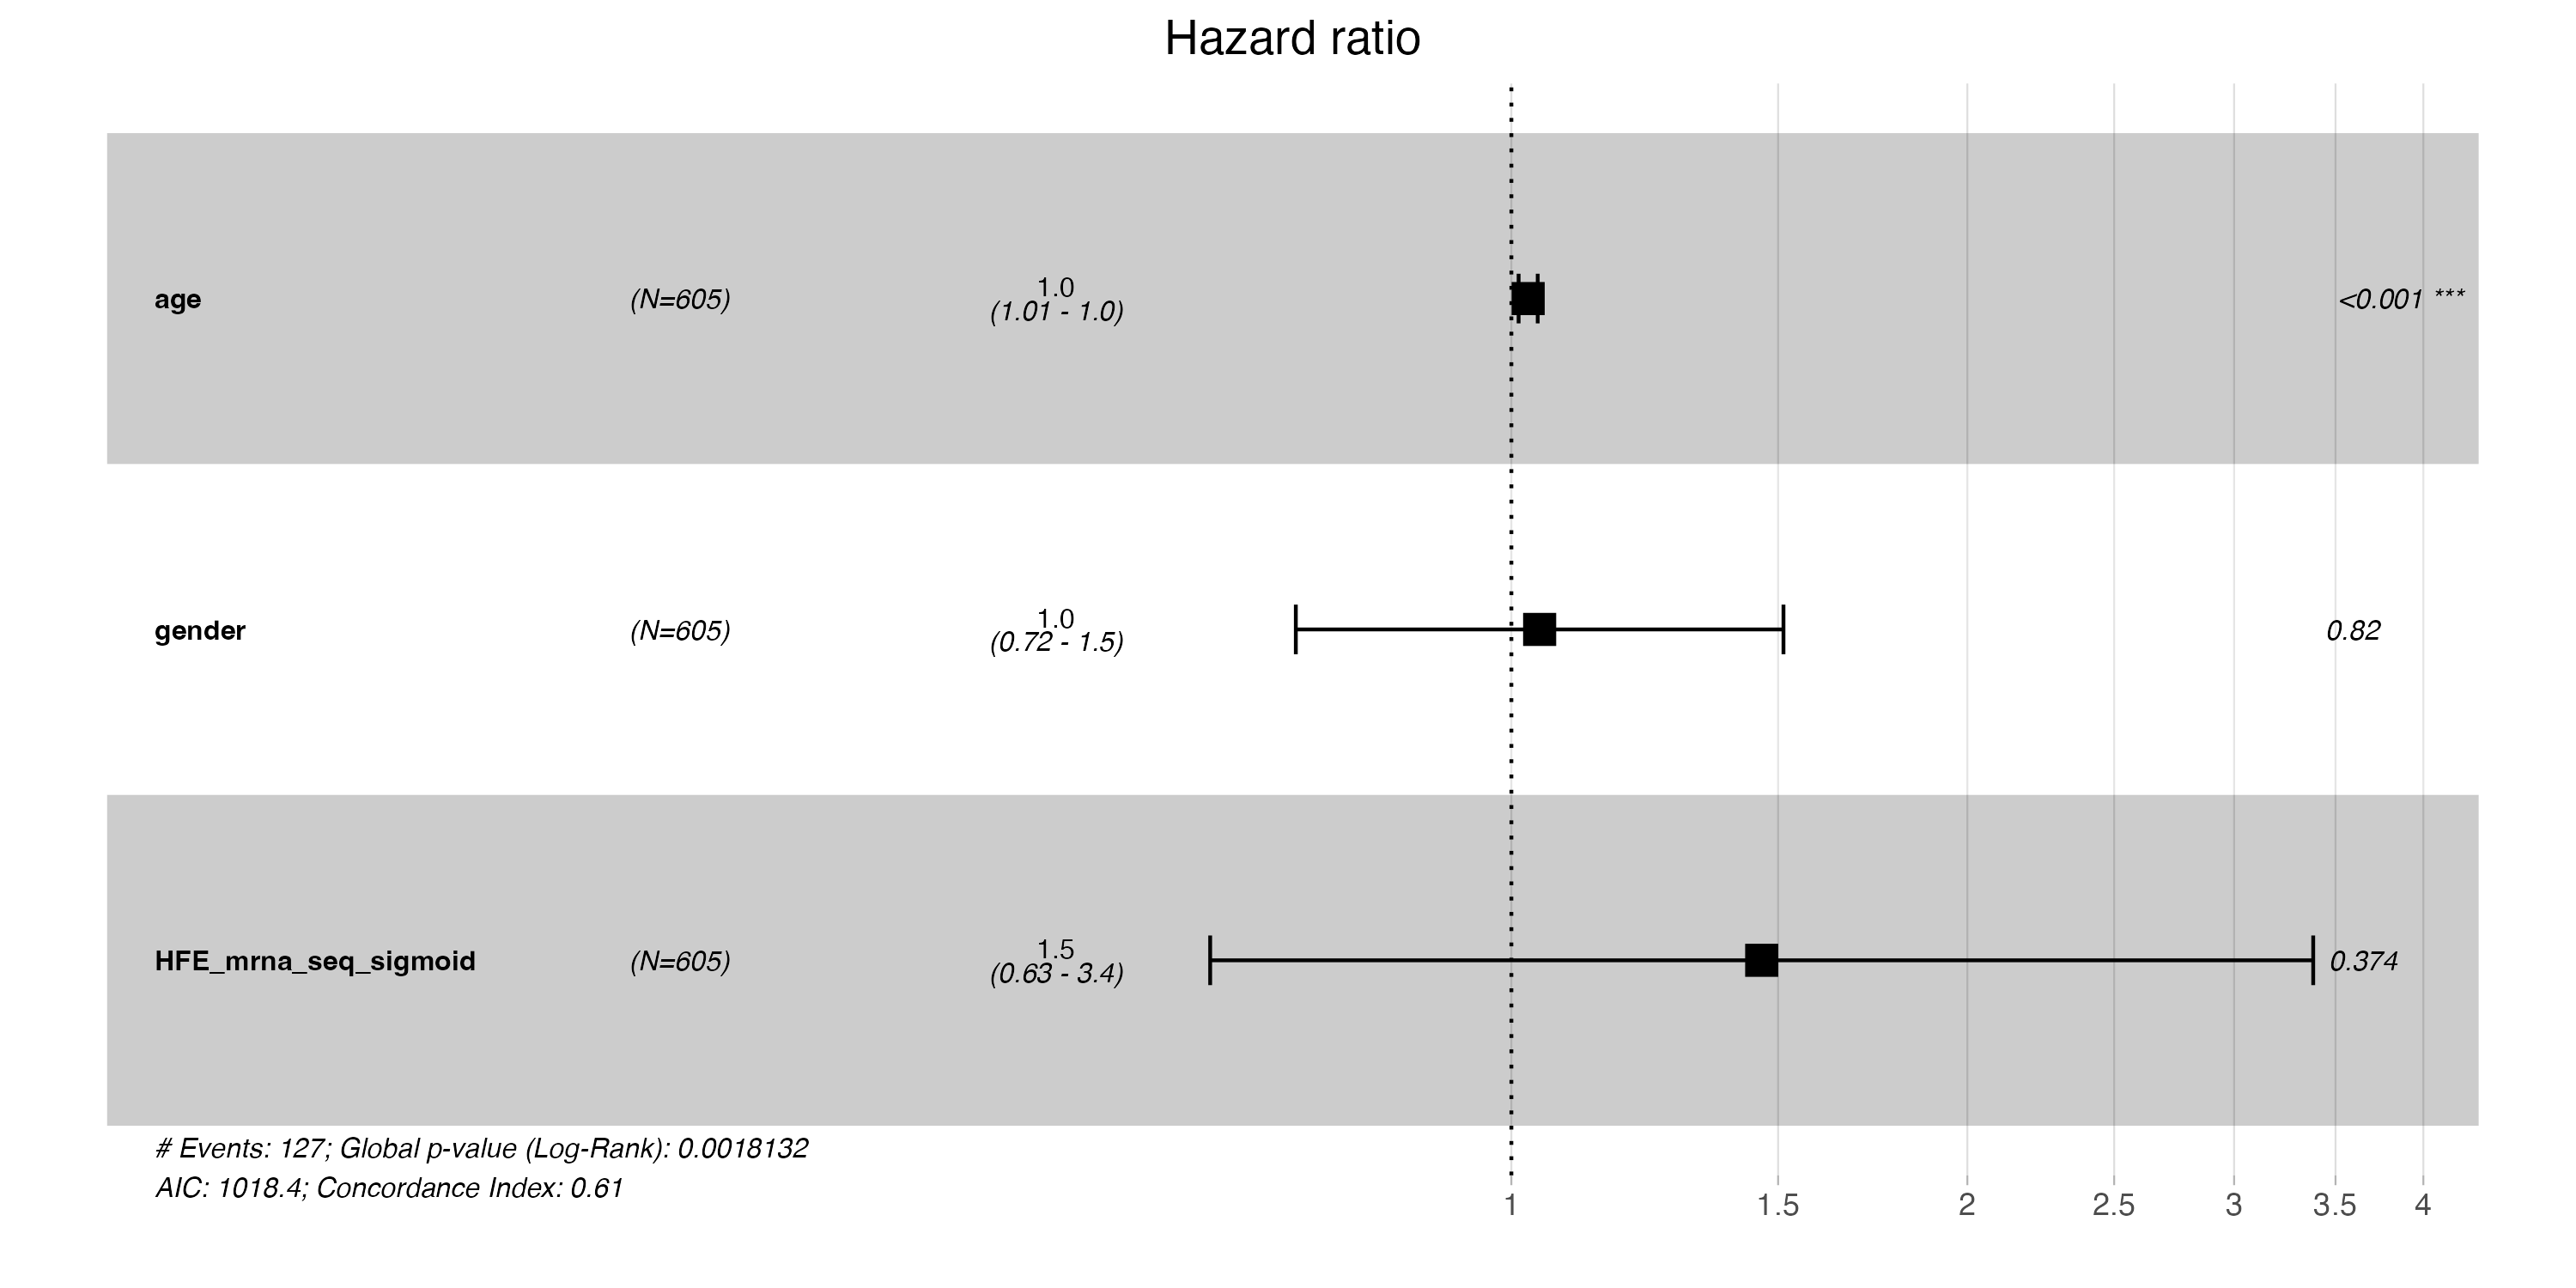 Hazard ratio
age (N=605) 1.0 <0.001 ***
(1.01 - 1.0)
gender (N=605) 1.0 0.82
(0.72 - 1.5)
HFE_mrna_seq_sigmoid (N=605) 1.5 0.374
(0.63 - 3.4)
# Events: 127; Global p-value (Log-Rank): 0.0018132
AIC: 1018.4; Concordance Index: 0.61
1 1.5 2 2.5 3 3.5 4